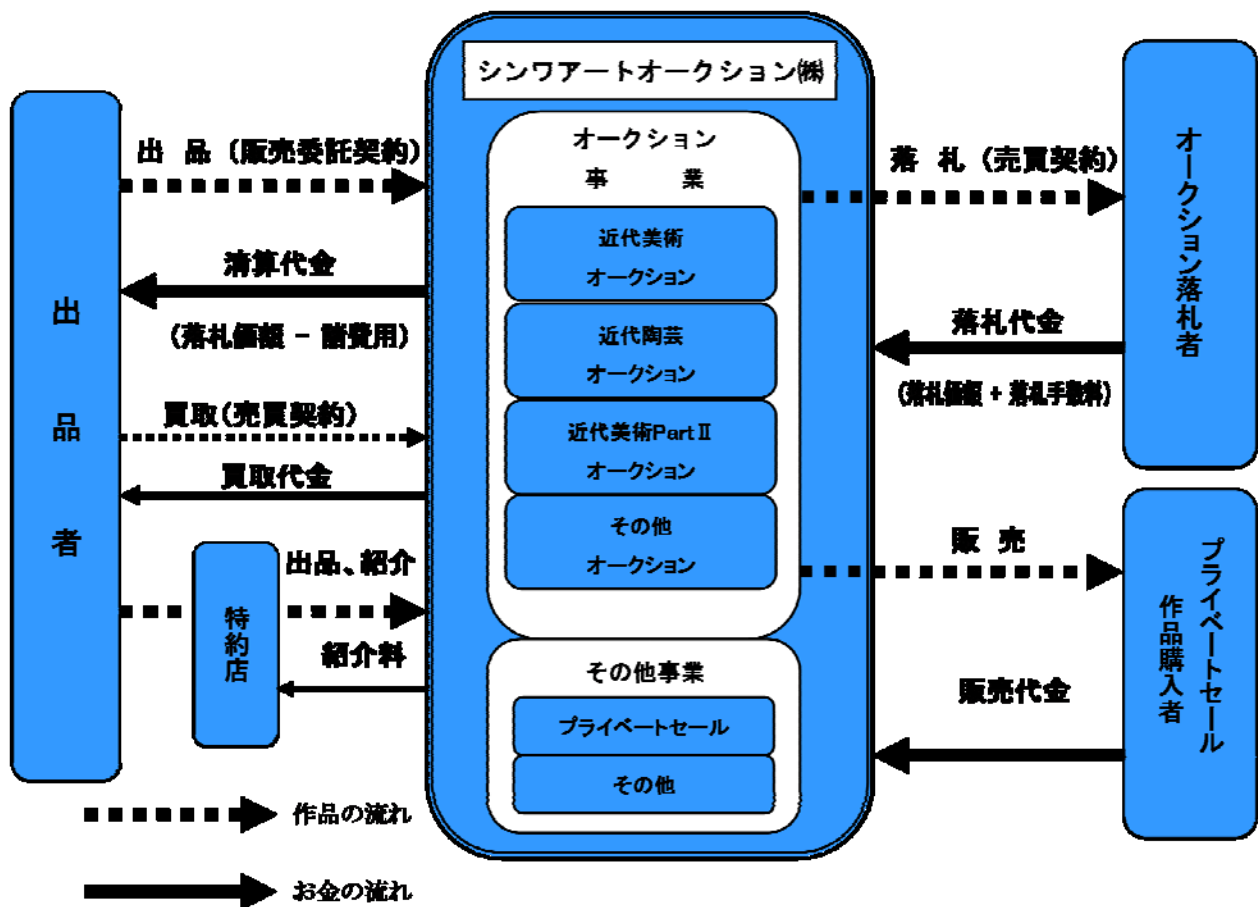 シンワアートオークション㈱
オークション
事 業
近代美術
オークション
近代陶芸
オークション
近代美術PartⅡ
オークション
その他
オークション
その他事業
プライベートセール
その他
出品者
出 品（販売委託契約）
清算代金
（落札価額 － 諸費用）
買取（売買契約）
買取代金
出品、紹介
特約店
紹介料
落 札（売買契約）
落札代金
（落札価額 + 落札手数料）
オークション落札者
販 売
販売代金
プライベートセール
作品購入者
作品の流れ
お金の流れ